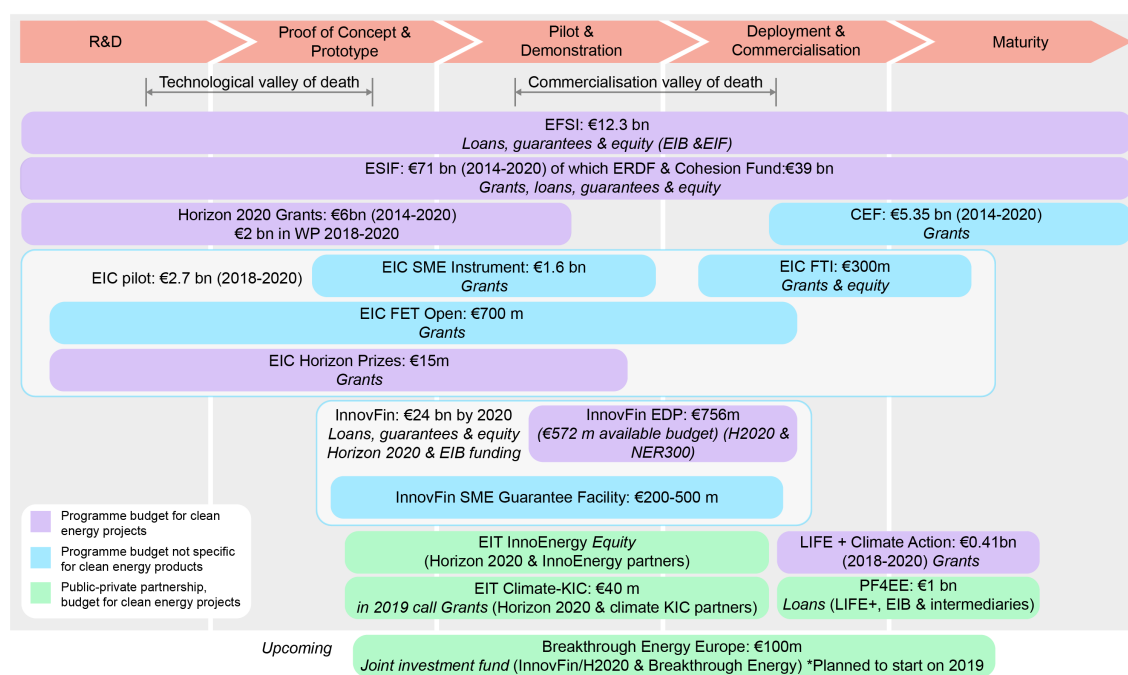 R&D
Proof of Concept &
Prototype
Pilot &
Demonstration
Deployment &
Commercialisation
Maturity
Technological valley of death
Commercialisation valley of death
EFSI: €12.3 bn
Loans, guarantees & equity (EIB &EIF)
ESIF: €71 bn (2014-2020) of which ERDF & Cohesion Fund:€39 bn
Grants, loans, guarantees & equity
Horizon 2020 Grants: €6bn (2014-2020)
€2 bn in WP 2018-2020
CEF: €5.35 bn (2014-2020)
Grants
EIC pilot: €2.7 bn (2018-2020)
EIC SME Instrument: €1.6 bn
Grants
EIC FTI: €300m
Grants & equity
EIC FET Open: €700 m
Grants
EIC Horizon Prizes: €15m
Grants
InnovFin: €24 bn by 2020
Loans, guarantees & equity
Horizon 2020 & EIB funding
InnovFin EDP: €756m
(€572 m available budget) (H2020 &
NER300)
InnovFin SME Guarantee Facility: €200-500 m
Programme budget for clean
energy projects
Programme budget not specific
for clean energy products
Public-private partnership,
budget for clean energy projects
EIT InnoEnergy Equity
(Horizon 2020 & InnoEnergy partners)
LIFE + Climate Action: €0.41bn
(2018-2020) Grants
EIT Climate-KIC: €40 m
in 2019 call Grants (Horizon 2020 & climate KIC partners)
PF4EE: €1 bn
Loans (LIFE+, EIB & intermediaries)
Upcoming
Breakthrough Energy Europe: €100m
Joint investment fund (InnovFin/H2020 & Breakthrough Energy) *Planned to start on 2019